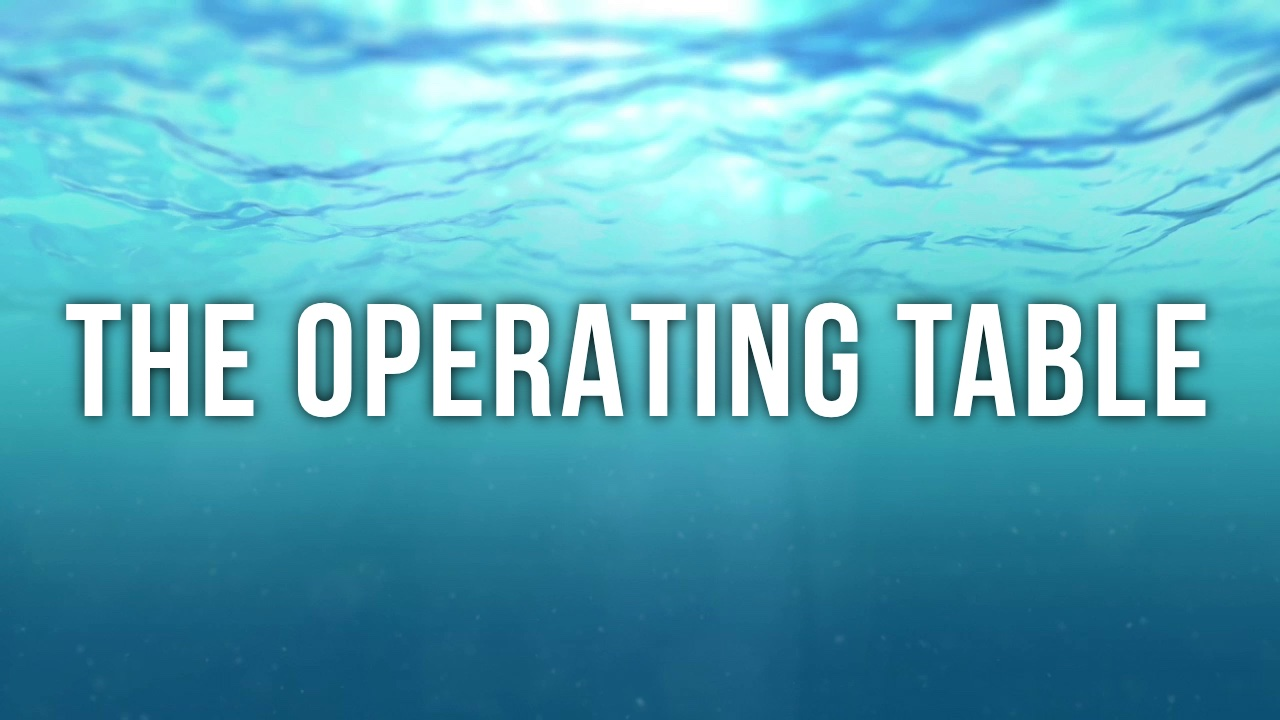 THE OPERATING TABLE